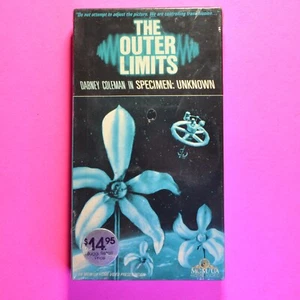 "Do not attempt to adjust the picture. We are controlling transmission."
THE
OUTER
LIMITS
DABNEY COLEMAN IN SPECIMEN: UNKNOWN
$14.95
MGM/UA